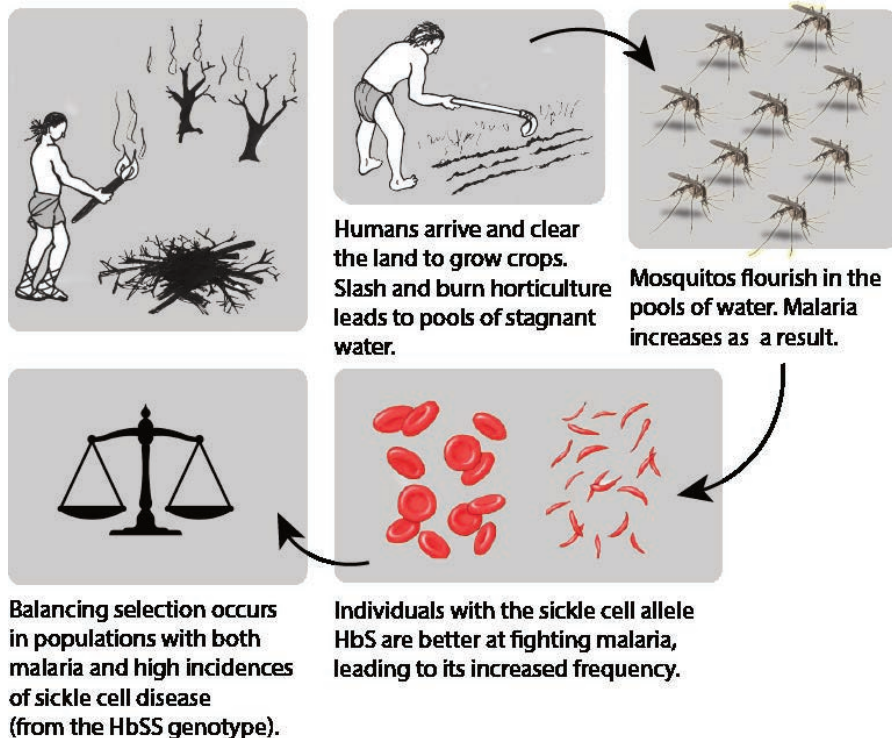 Humans arrive and clear
the land to grow crops.
Slash and burn horticulture
leads to pools of stagnant
water.
Mosquitos flourish in the
pools of water. Malaria
increases as a result.
Individuals with the sickle cell allele
HbS are better at fighting malaria,
leading to its increased frequency.
Balancing selection occurs
in populations with both
malaria and high incidences
of sickle cell disease
(from the HbSS genotype).